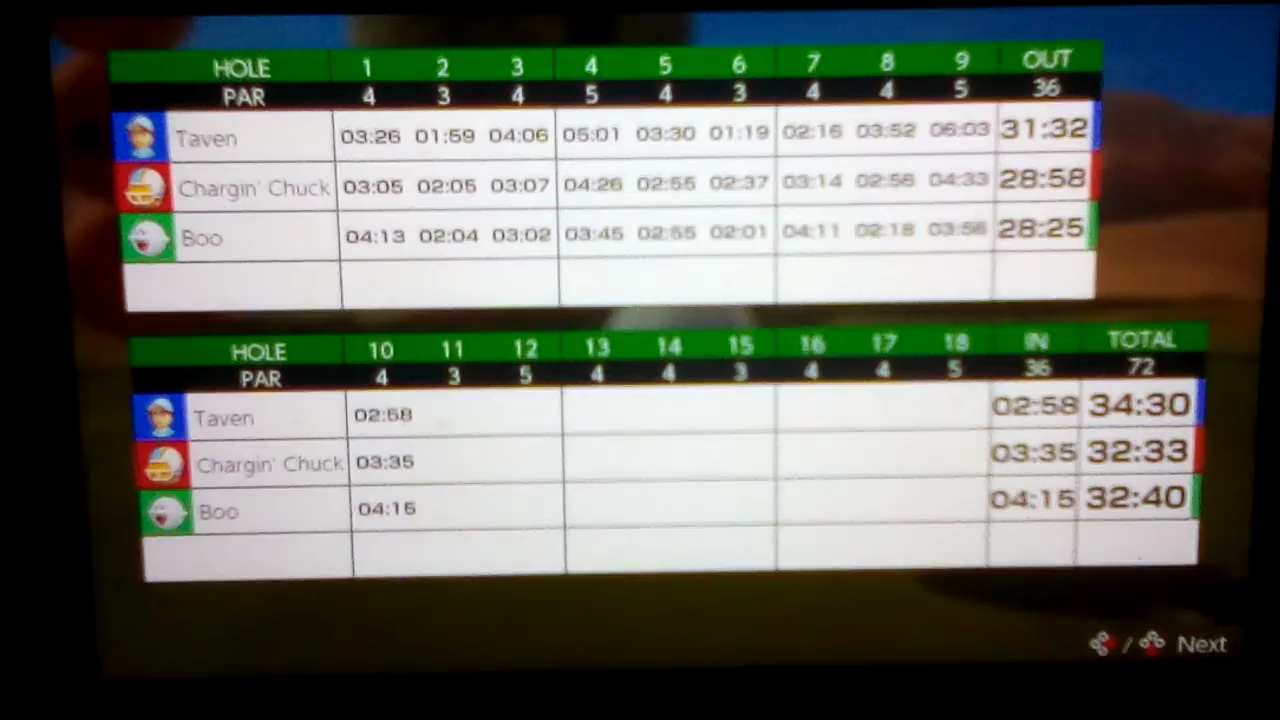 HOLE 1 2 3 4 5 6 7 8 9 OUT
PAR 4 3 4 5 4 3 4 4 5 36
Taven 03:26 01:59 04:06 05:01 03:30 01:19 02:16 03:52 06:03 31:32
Chargin' Chuck 03:05 02:05 03:07 04:26 02:55 02:37 03:14 02:56 04:33 28:58
Boo 04:13 02:04 03:02 03:45 02:55 02:01 04:11 02:18 03:56 28:25
HOLE 10 11 12 13 14 15 16 17 18 IN TOTAL
PAR 4 3 5 4 4 3 4 4 5 36 72
Taven 02:58 02:58 34:30
Chargin' Chuck 03:35 03:35 32:33
Boo 04:15 04:15 32:40
/ Next